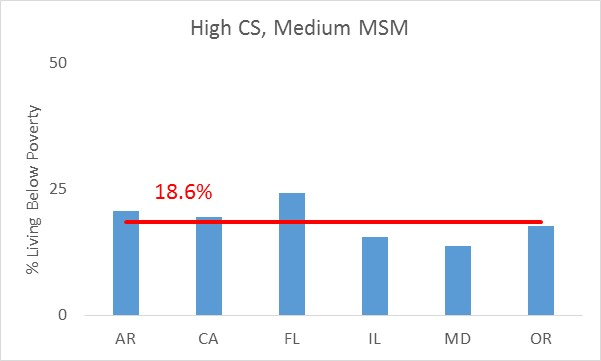 High CS, Medium MSM
% Living Below Poverty
50
25
0
18.6%
AR CA FL IL MD OR